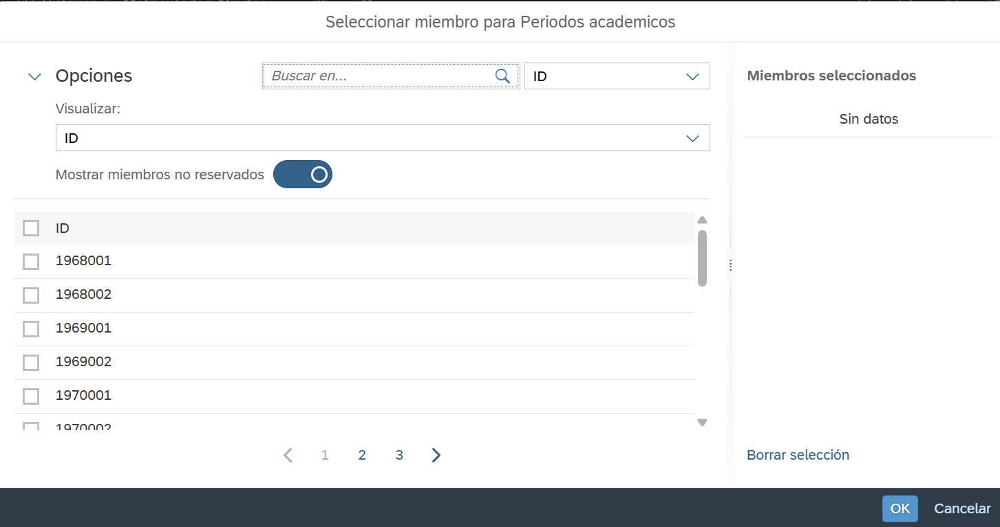 Seleccionar miembro para Periodos academicos
Opciones
Buscar en...
ID
Visualizar:
ID
Mostrar miembros no reservados
ID
1968001
1968002
1969001
1969002
1970001
1970002
1 2 3
Miembros seleccionados
Sin datos
Borrar selección
OK Cancelar